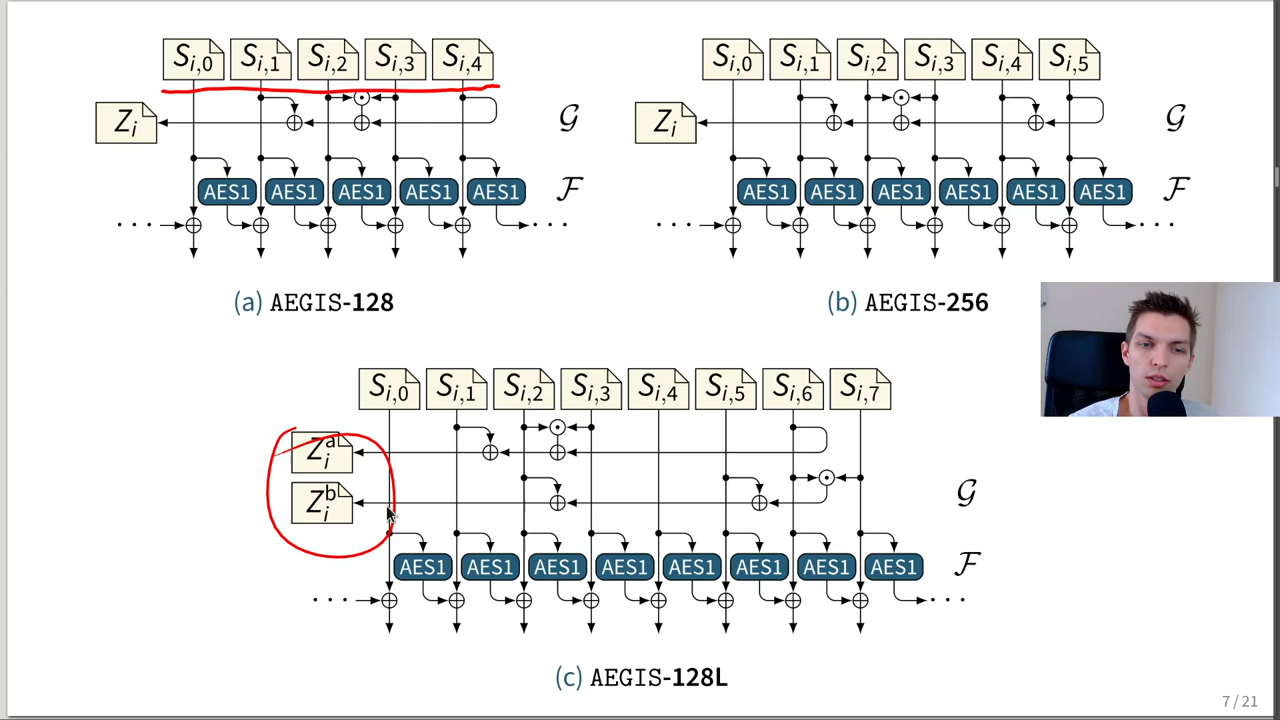 S_{i,0} S_{i,1} S_{i,2} S_{i,3} S_{i,4}
Z_i
𝒢
AES1 AES1 AES1 AES1 AES1
ℱ
··· ···
(a) AEGIS-128
S_{i,0} S_{i,1} S_{i,2} S_{i,3} S_{i,4} S_{i,5}
Z_i
𝒢
AES1 AES1 AES1 AES1 AES1 AES1
ℱ
··· ···
(b) AEGIS-256
S_{i,0} S_{i,1} S_{i,2} S_{i,3} S_{i,4} S_{i,5} S_{i,6} S_{i,7}
Z_i^a
Z_i^b
𝒢
AES1 AES1 AES1 AES1 AES1 AES1 AES1 AES1
ℱ
··· ···
(c) AEGIS-128L
7 / 21